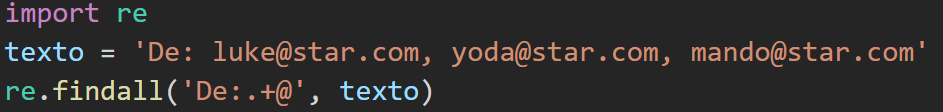 import re
texto = 'De: luke@star.com, yoda@star.com, mando@star.com'
re.findall('De:.+@', texto)